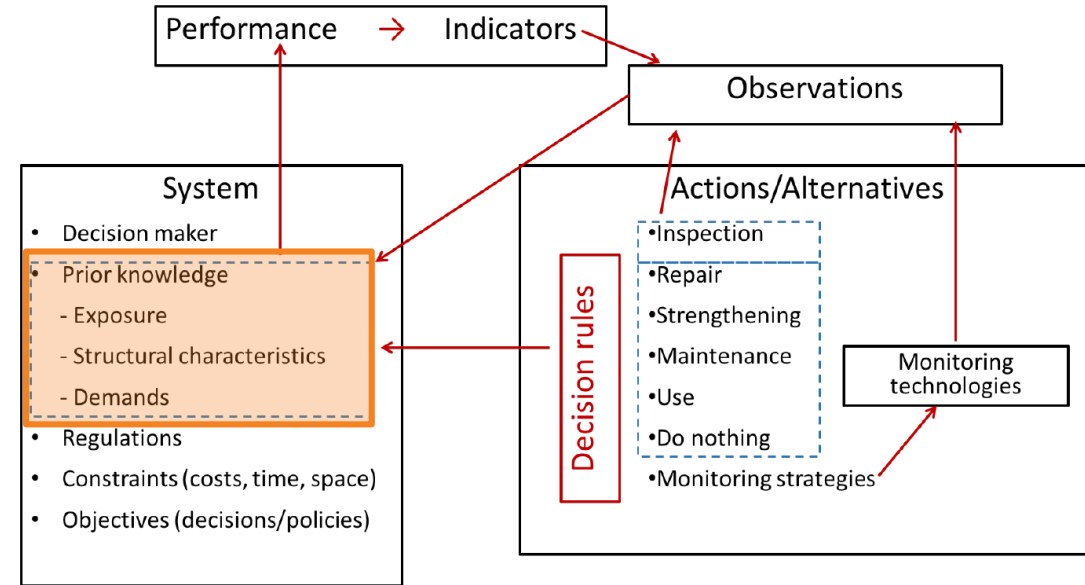 Performance → Indicators
Observations
System
• Decision maker
• Prior knowledge
- Exposure
- Structural characteristics
- Demands
• Regulations
• Constraints (costs, time, space)
• Objectives (decisions/policies)
Actions/Alternatives
Decision rules
•Inspection
•Repair
•Strengthening
•Maintenance
•Use
•Do nothing
•Monitoring strategies
Monitoring
technologies